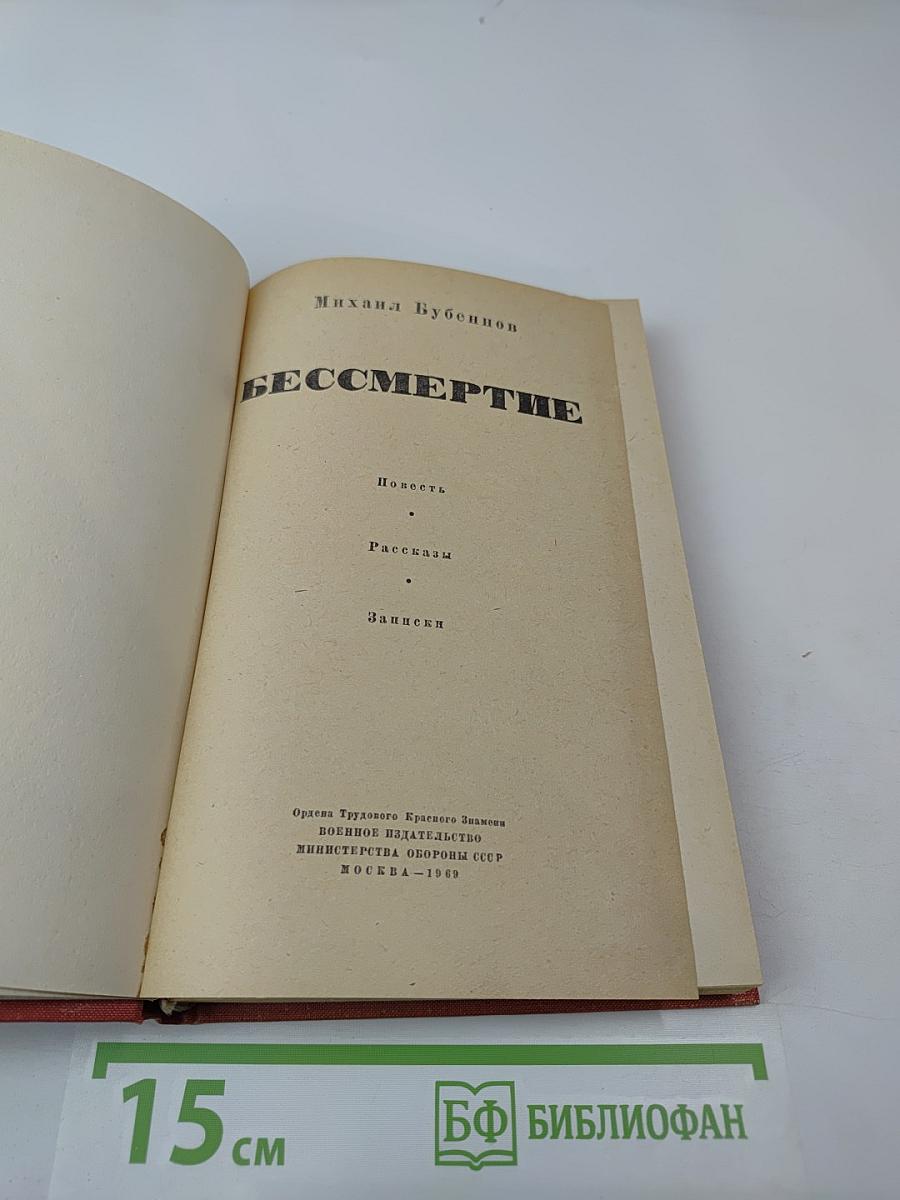 Михаил Бубеннов
БЕССМЕРТИЕ
Повесть
•
Рассказы
•
Записки
Ордена Трудового Красного Знамени
ВОЕННОЕ ИЗДАТЕЛЬСТВО
МИНИСТЕРСТВА ОБОРОНЫ СССР
МОСКВА — 1969
15 см
БФ БИБЛИОФАН